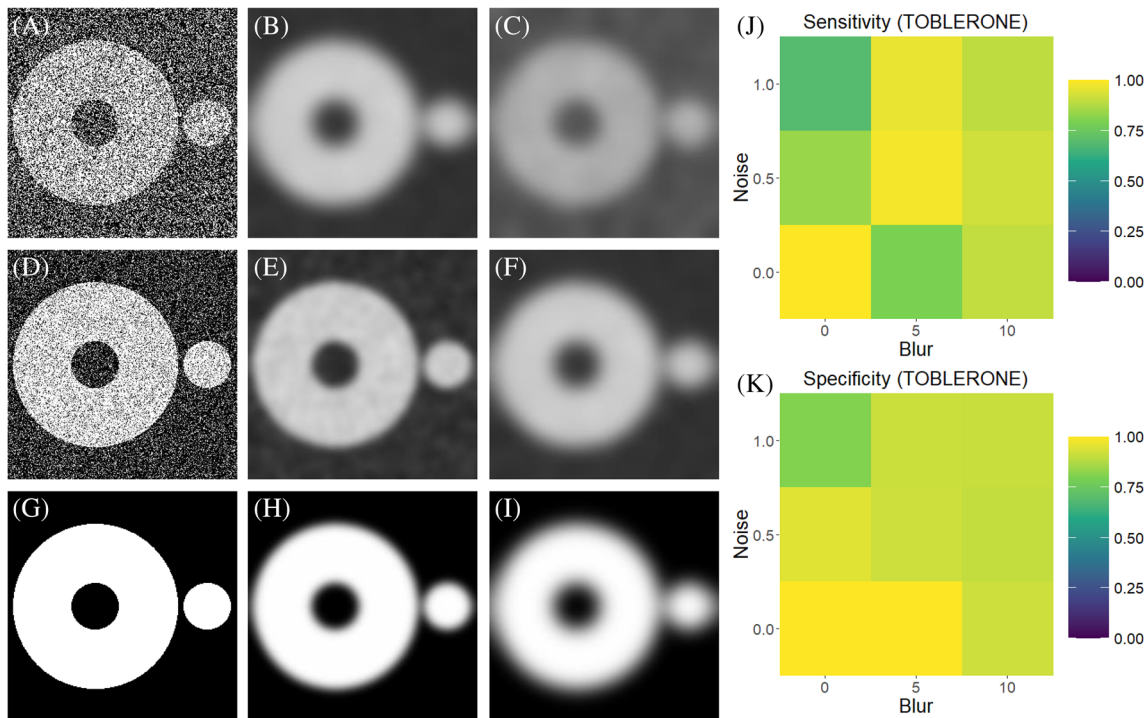 (A)
(B)
(C)
(D)
(E)
(F)
(G)
(H)
(I)
(J)
Sensitivity (TOBLERONE)
Noise
1.0
0.5
0.0
0
5
10
Blur
1.00
0.75
0.50
0.25
0.00
(K)
Specificity (TOBLERONE)
Noise
1.0
0.5
0.0
0
5
10
Blur
1.00
0.75
0.50
0.25
0.00